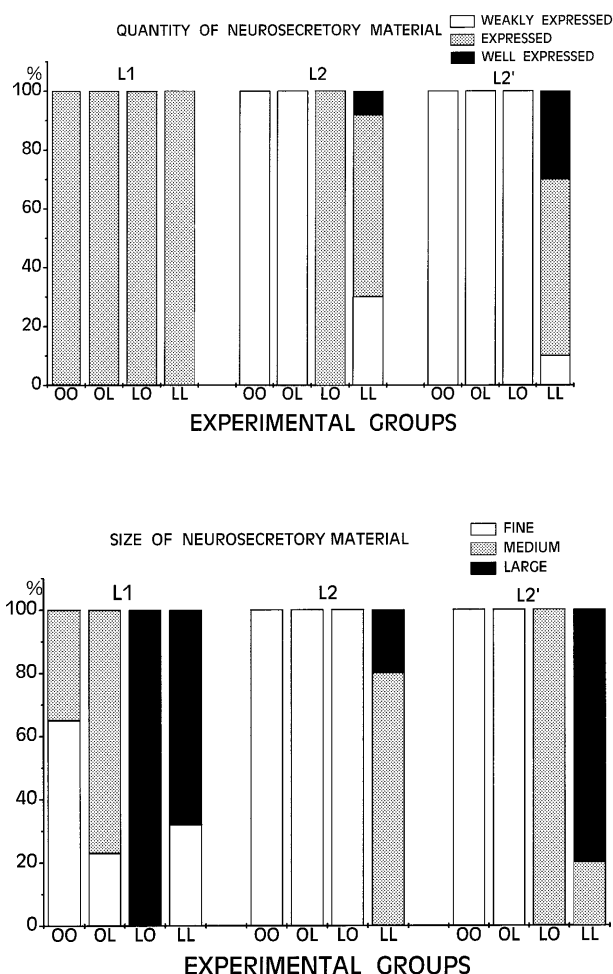 QUANTITY OF NEUROSECRETORY MATERIAL
WEAKLY EXPRESSED
EXPRESSED
WELL EXPRESSED
%
L1
L2
L2'
100
80
60
40
20
0
OO OL LO LL OO OL LO LL OO OL LO LL
EXPERIMENTAL GROUPS
SIZE OF NEUROSECRETORY MATERIAL
FINE
MEDIUM
LARGE
%
L1
L2
L2'
100
80
60
40
20
0
OO OL LO LL OO OL LO LL OO OL LO LL
EXPERIMENTAL GROUPS